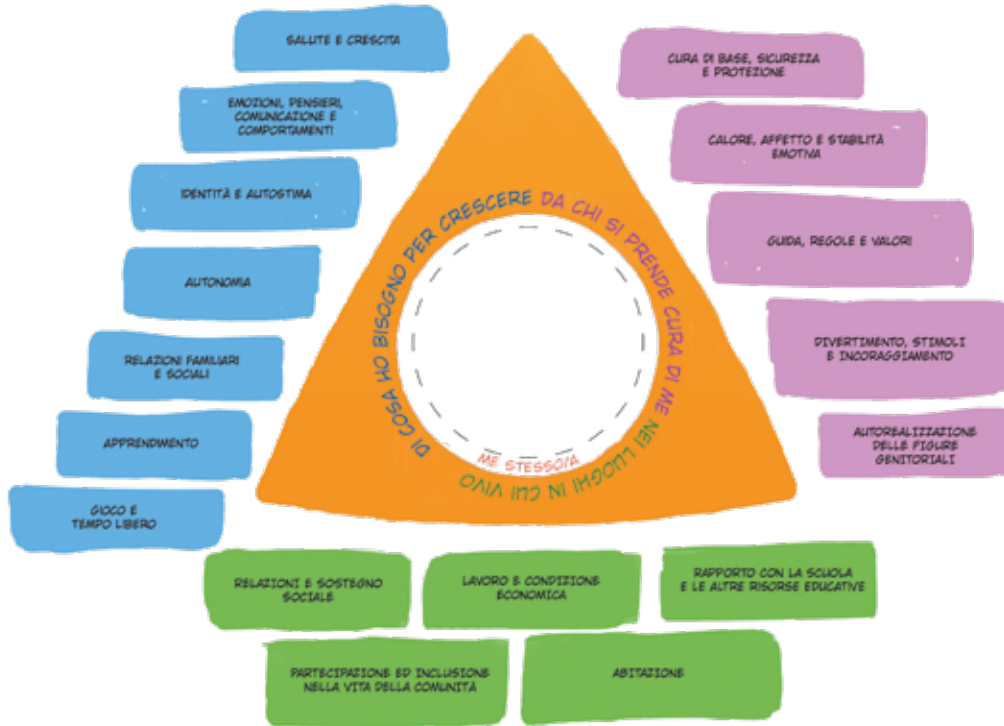 SALUTE E CRESCITA
EMOZIONI, PENSIERI,
COMUNICAZIONE E
COMPORTAMENTI
IDENTITÀ E AUTOSTIMA
AUTONOMIA
RELAZIONI FAMILIARI
E SOCIALI
APPRENDIMENTO
GIOCO E
TEMPO LIBERO
DI COSA HO BISOGNO PER CRESCERE
DA CHI SI PRENDE CURA DI ME
NEI LUOGHI IN CUI VIVO
ME STESSO/A
CURA DI BASE, SICUREZZA
E PROTEZIONE
CALORE, AFFETTO E STABILITÀ
EMOTIVA
GUIDA, REGOLE E VALORI
DIVERTIMENTO, STIMOLI
E INCORAGGIAMENTO
AUTOREALIZZAZIONE
DELLE FIGURE
GENITORIALI
RELAZIONI E SOSTEGNO
SOCIALE
LAVORO E CONDIZIONE
ECONOMICA
RAPPORTO CON LA SCUOLA
E LE ALTRE RISORSE EDUCATIVE
PARTECIPAZIONE ED INCLUSIONE
NELLA VITA DELLA COMUNITÀ
ABITAZIONE